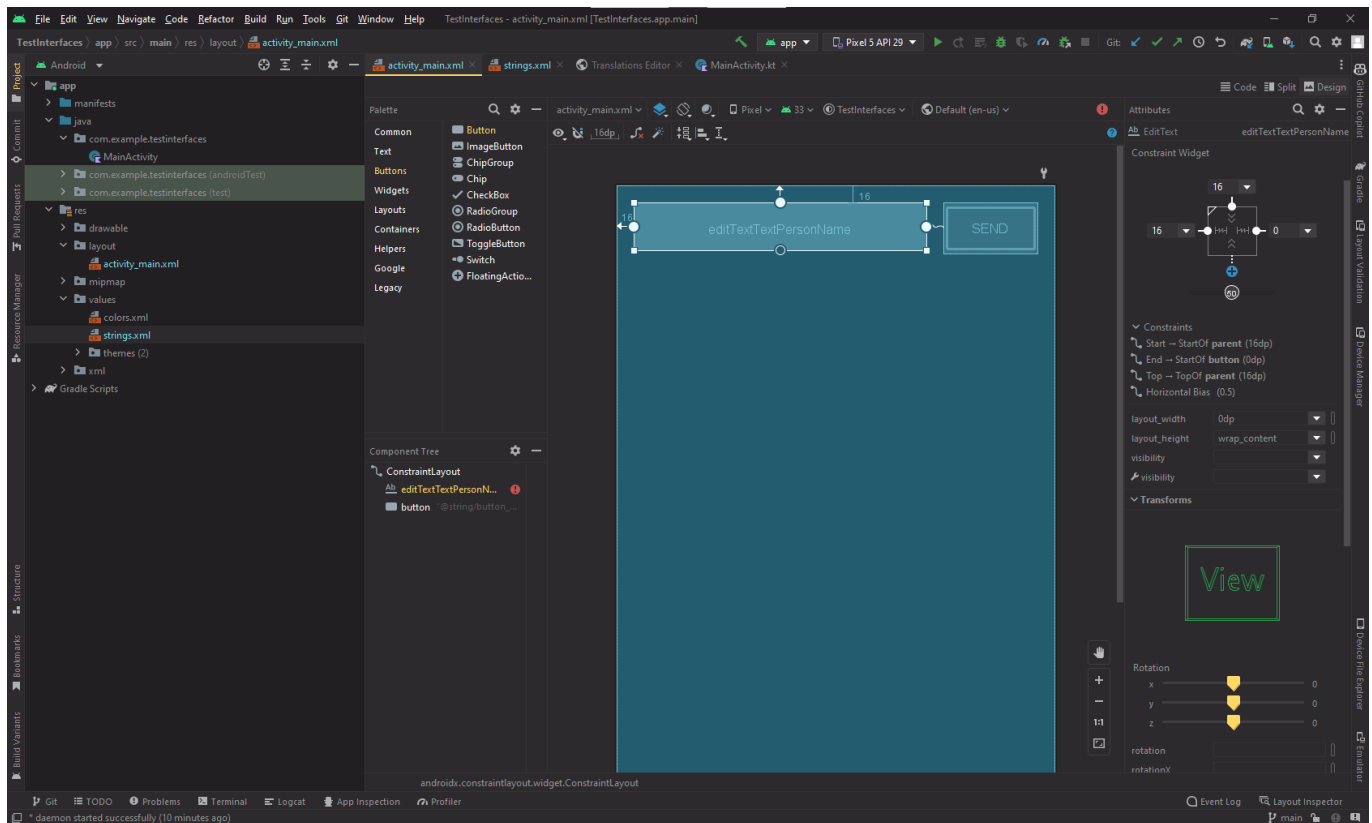 File Edit View Navigate Code Refactor Build Run Tools Git Window Help TestInterfaces - activity_main.xml [TestInterfaces.app.main]
TestInterfaces app src main res layout activity_main.xml
app Pixel 5 API 29 Git:
Android
activity_main.xml strings.xml Translations Editor MainActivity.kt
Code Split Design
app
manifests
java
com.example.testinterfaces
MainActivity
com.example.testinterfaces (androidTest)
com.example.testinterfaces (test)
res
drawable
layout
activity_main.xml
mipmap
values
colors.xml
strings.xml
themes (2)
xml
Gradle Scripts
Project
Commit
Pull Requests
Resource Manager
Structure
Bookmarks
Build Variants
Palette
Common
Text
Buttons
Widgets
Layouts
Containers
Helpers
Google
Legacy
Button
ImageButton
ChipGroup
Chip
CheckBox
RadioGroup
RadioButton
ToggleButton
Switch
FloatingActio...
Component Tree
ConstraintLayout
Ab editTextTextPersonN...
button "@string/button_...
activity_main.xml Pixel 33 TestInterfaces Default (en-us)
16dp
16
16
editTextTextPersonName
SEND
1:1
androidx.constraintlayout.widget.ConstraintLayout
Attributes
Ab EditText editTextTextPersonName
Constraint Widget
16
16 0
50
Constraints
Start → StartOf parent (16dp)
End → StartOf button (0dp)
Top → TopOf parent (16dp)
Horizontal Bias (0.5)
layout_width 0dp
layout_height wrap_content
visibility
visibility
Transforms
View
Rotation
x 0
y 0
z 0
rotation
rotationX
GitHub Copilot
Gradle
Layout Validation
Device Manager
Device File Explorer
Emulator
Git TODO Problems Terminal Logcat App Inspection Profiler Event Log Layout Inspector
* daemon started successfully (10 minutes ago) main